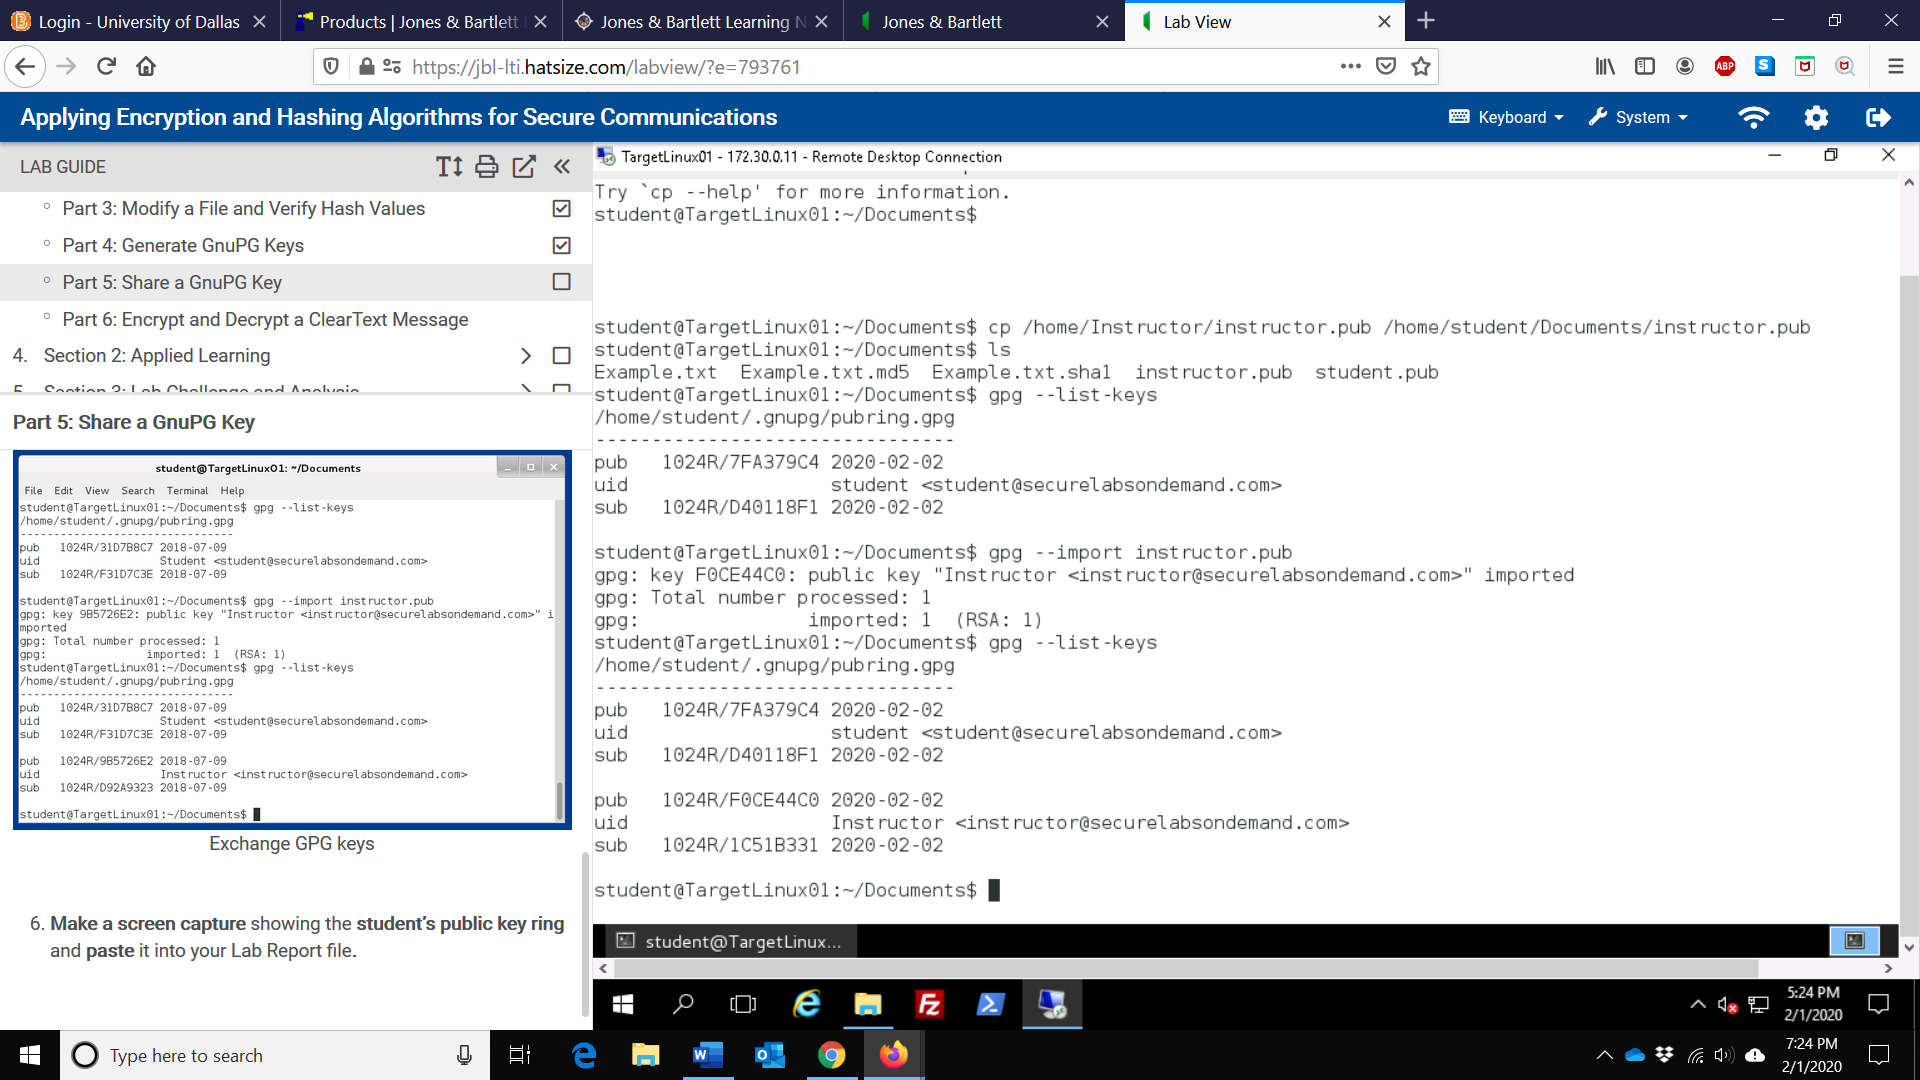 Login - University of Dallas
Products | Jones & Bartlett
Jones & Bartlett Learning N
Jones & Bartlett
Lab View
https://jbl-lti.hatsize.com/labview/?e=793761
Applying Encryption and Hashing Algorithms for Secure Communications
Keyboard
System
LAB GUIDE
Part 3: Modify a File and Verify Hash Values
Part 4: Generate GnuPG Keys
Part 5: Share a GnuPG Key
Part 6: Encrypt and Decrypt a ClearText Message
4. Section 2: Applied Learning
5. Section 3: Lab Challenge and Analysis
Part 5: Share a GnuPG Key
student@TargetLinux01: ~/Documents
File Edit View Search Terminal Help
student@TargetLinux01:~/Documents$ gpg --list-keys
/home/student/.gnupg/pubring.gpg
--------------------------------
pub 1024R/31D7B8C7 2018-07-09
uid Student <student@securelabsondemand.com>
sub 1024R/F31D7C3E 2018-07-09
student@TargetLinux01:~/Documents$ gpg --import instructor.pub
gpg: key 9B5726E2: public key "Instructor <instructor@securelabsondemand.com>" i
mported
gpg: Total number processed: 1
gpg: imported: 1 (RSA: 1)
student@TargetLinux01:~/Documents$ gpg --list-keys
/home/student/.gnupg/pubring.gpg
--------------------------------
pub 1024R/31D7B8C7 2018-07-09
uid Student <student@securelabsondemand.com>
sub 1024R/F31D7C3E 2018-07-09
pub 1024R/9B5726E2 2018-07-09
uid Instructor <instructor@securelabsondemand.com>
sub 1024R/D92A9323 2018-07-09
student@TargetLinux01:~/Documents$
Exchange GPG keys
6. Make a screen capture showing the student’s public key ring
and paste it into your Lab Report file.
TargetLinux01 - 172.30.0.11 - Remote Desktop Connection
Try `cp --help' for more information.
student@TargetLinux01:~/Documents$
student@TargetLinux01:~/Documents$ cp /home/Instructor/instructor.pub /home/student/Documents/instructor.pub
student@TargetLinux01:~/Documents$ ls
Example.txt Example.txt.md5 Example.txt.sha1 instructor.pub student.pub
student@TargetLinux01:~/Documents$ gpg --list-keys
/home/student/.gnupg/pubring.gpg
--------------------------------
pub 1024R/7FA379C4 2020-02-02
uid student <student@securelabsondemand.com>
sub 1024R/D40118F1 2020-02-02
student@TargetLinux01:~/Documents$ gpg --import instructor.pub
gpg: key F0CE44C0: public key "Instructor <instructor@securelabsondemand.com>" imported
gpg: Total number processed: 1
gpg: imported: 1 (RSA: 1)
student@TargetLinux01:~/Documents$ gpg --list-keys
/home/student/.gnupg/pubring.gpg
--------------------------------
pub 1024R/7FA379C4 2020-02-02
uid student <student@securelabsondemand.com>
sub 1024R/D40118F1 2020-02-02
pub 1024R/F0CE44C0 2020-02-02
uid Instructor <instructor@securelabsondemand.com>
sub 1024R/1C51B331 2020-02-02
student@TargetLinux01:~/Documents$
student@TargetLinux...
5:24 PM
2/1/2020
Type here to search
7:24 PM
2/1/2020